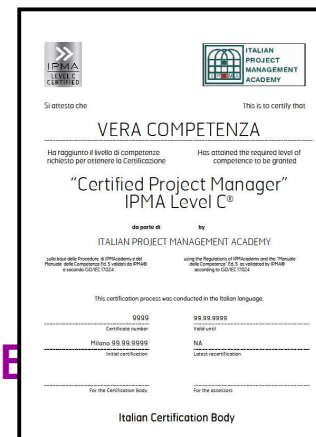 IPMA
LEVEL C
CERTIFIED
ITALIAN
PROJECT
MANAGEMENT
ACADEMY
Si attesta che
This is to certify that
VERA COMPETENZA
Ha raggiunto il livello di competenze
richiesto per ottenere la Certificazione
Has attained the required level of
competence to be granted
“Certified Project Manager”
IPMA Level C®
da parte di
by
ITALIAN PROJECT MANAGEMENT ACADEMY
sulla base delle Procedure di IPMAcademy e del
Manuale delle Competenze Ed. 3 validati da IPMA®
e secondo ISO/IEC 17024
using the Regulations of IPMAcademy and the "Manuale
delle Competenze" Ed. 3 as validated by IPMA®
according to ISO/IEC 17024
This certification process was conducted in the Italian language.
9999
99.99.9999
Certificate number
Valid until
Milano 99.99.9999
NA
Initial certification
Latest recertification
E
For the Certification Body
For the assessors
Italian Certification Body